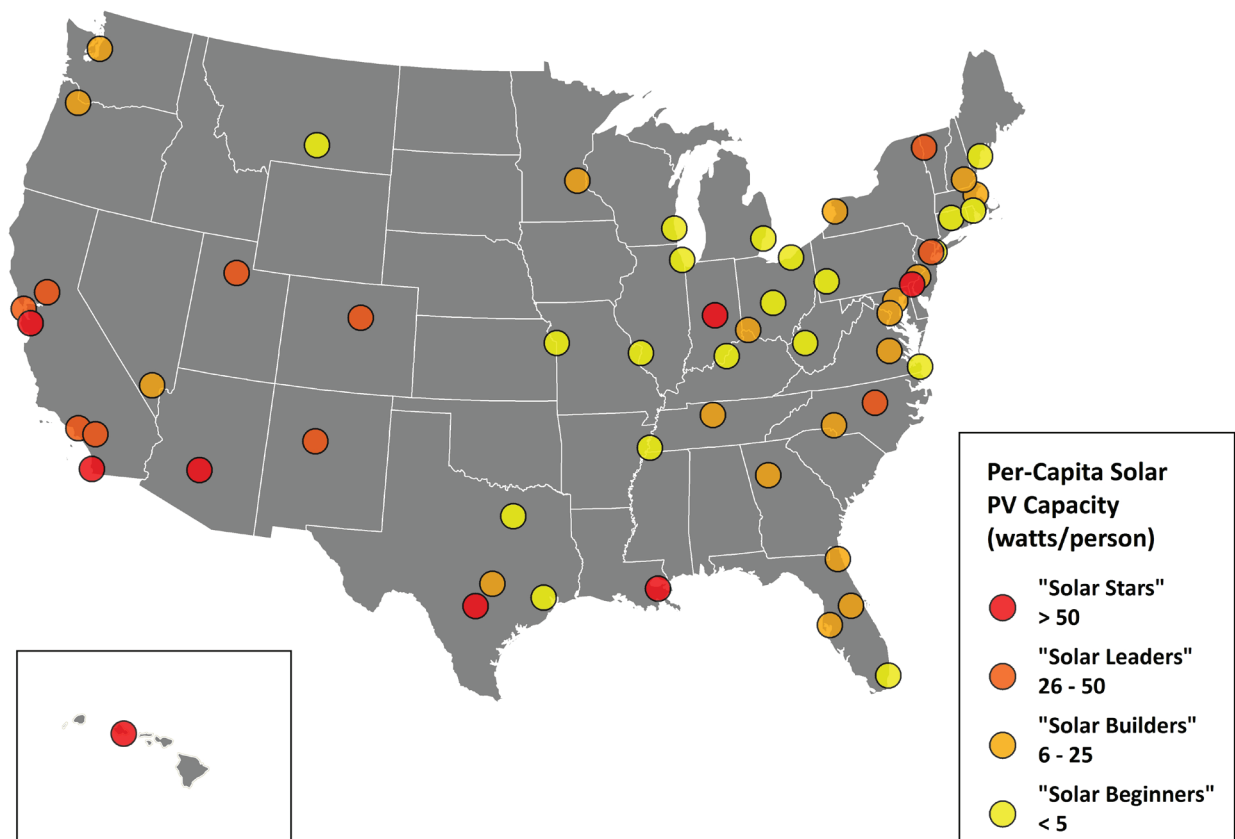 Per-Capita Solar
PV Capacity
(watts/person)
"Solar Stars"
> 50
"Solar Leaders"
26 - 50
"Solar Builders"
6 - 25
"Solar Beginners"
< 5